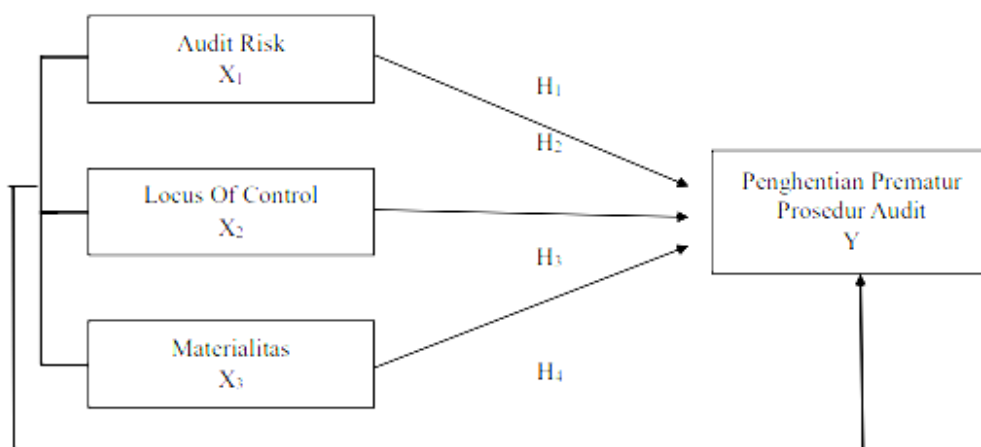 Audit Risk
X₁
H₁
H₂
Locus Of Control
X₂
Penghentian Prematur
Prosedur Audit
Y
H₃
Materialitas
X₃
H₄